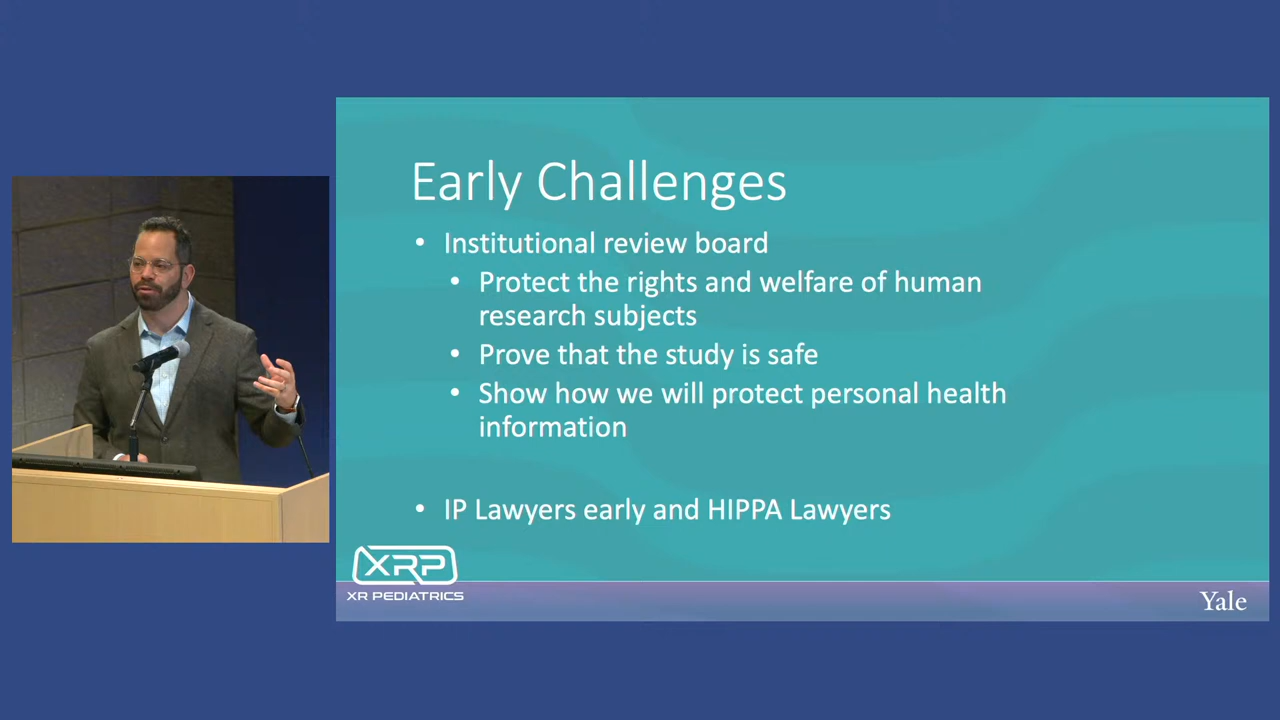 Early Challenges
• Institutional review board
• Protect the rights and welfare of human
research subjects
• Prove that the study is safe
• Show how we will protect personal health
information
• IP Lawyers early and HIPPA Lawyers
XRP
XR PEDIATRICS
Yale